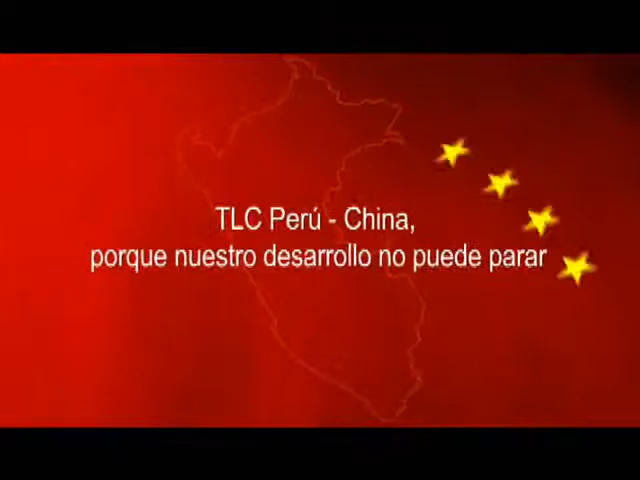 TLC Perú - China,
porque nuestro desarrollo no puede parar